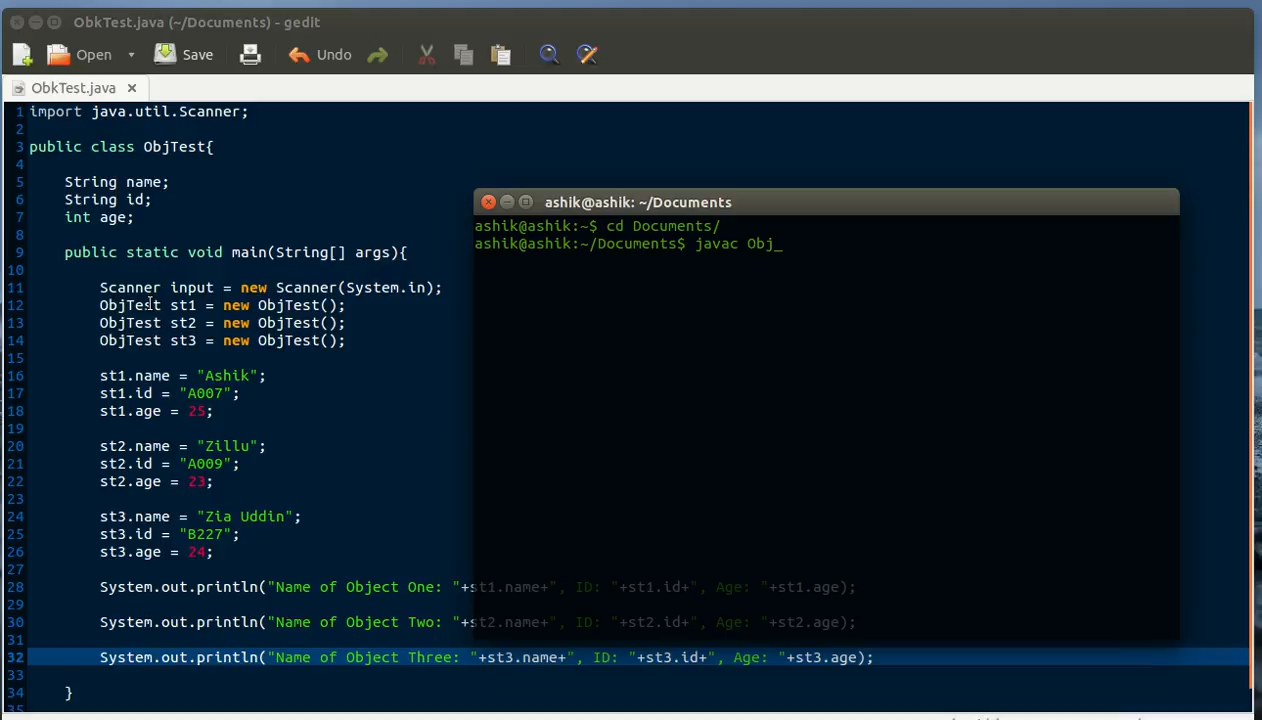 ObkTest.java (~/Documents) - gedit
Open Save Undo
ObkTest.java ×
1 import java.util.Scanner;
2
3 public class ObjTest{
4
5 String name;
6 String id;
7 int age;
8
9 public static void main(String[] args){
10
11 Scanner input = new Scanner(System.in);
12 ObjTest st1 = new ObjTest();
13 ObjTest st2 = new ObjTest();
14 ObjTest st3 = new ObjTest();
15
16 st1.name = "Ashik";
17 st1.id = "A007";
18 st1.age = 25;
19
20 st2.name = "Zillu";
21 st2.id = "A009";
22 st2.age = 23;
23
24 st3.name = "Zia Uddin";
25 st3.id = "B227";
26 st3.age = 24;
27
28 System.out.println("Name of Object One: "+st1.name+", ID: "+st1.id+", Age: "+st1.age);
29
30 System.out.println("Name of Object Two: "+st2.name+", ID: "+st2.id+", Age: "+st2.age);
31
32 System.out.println("Name of Object Three: "+st3.name+", ID: "+st3.id+", Age: "+st3.age);
33
34 }
35
ashik@ashik: ~/Documents
ashik@ashik:~$ cd Documents/
ashik@ashik:~/Documents$ javac Obj_